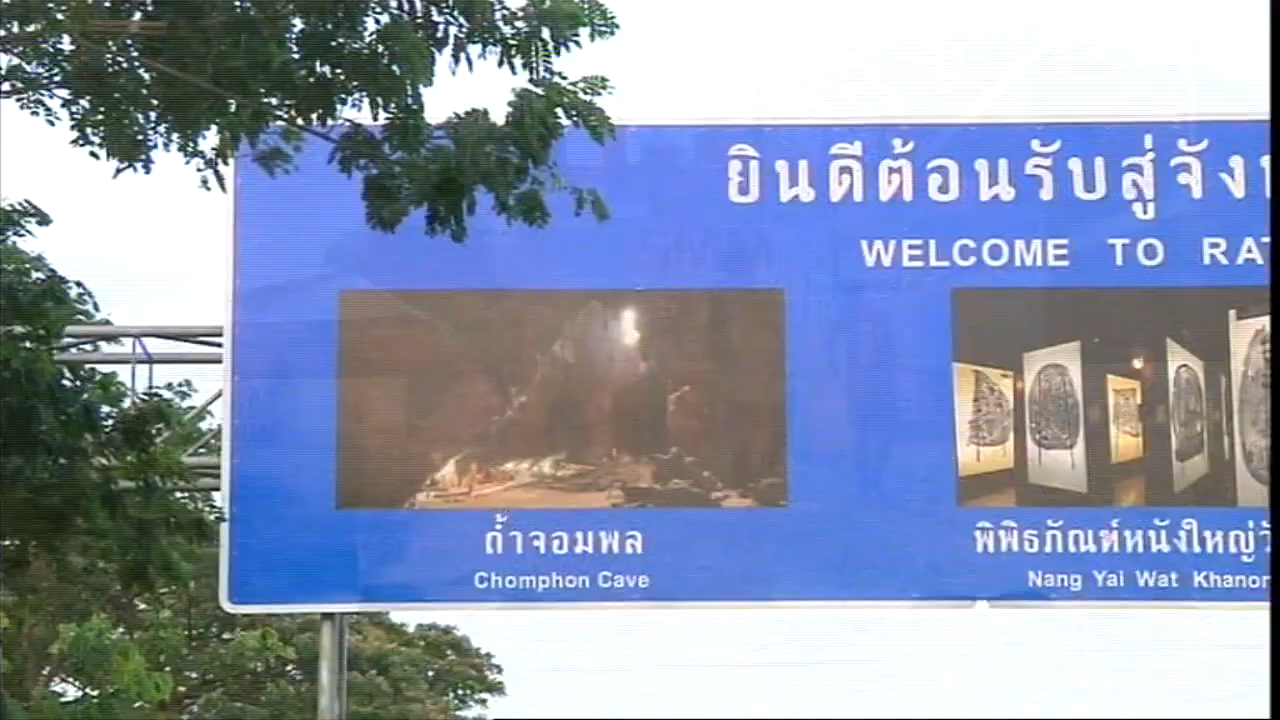 ยินดีต้อนรับสู่จัง
WELCOME TO RAT
ถ้ำจอมพล
Chomphon Cave
พิพิธภัณฑ์หนังใหญ่วั
Nang Yai Wat Khanon